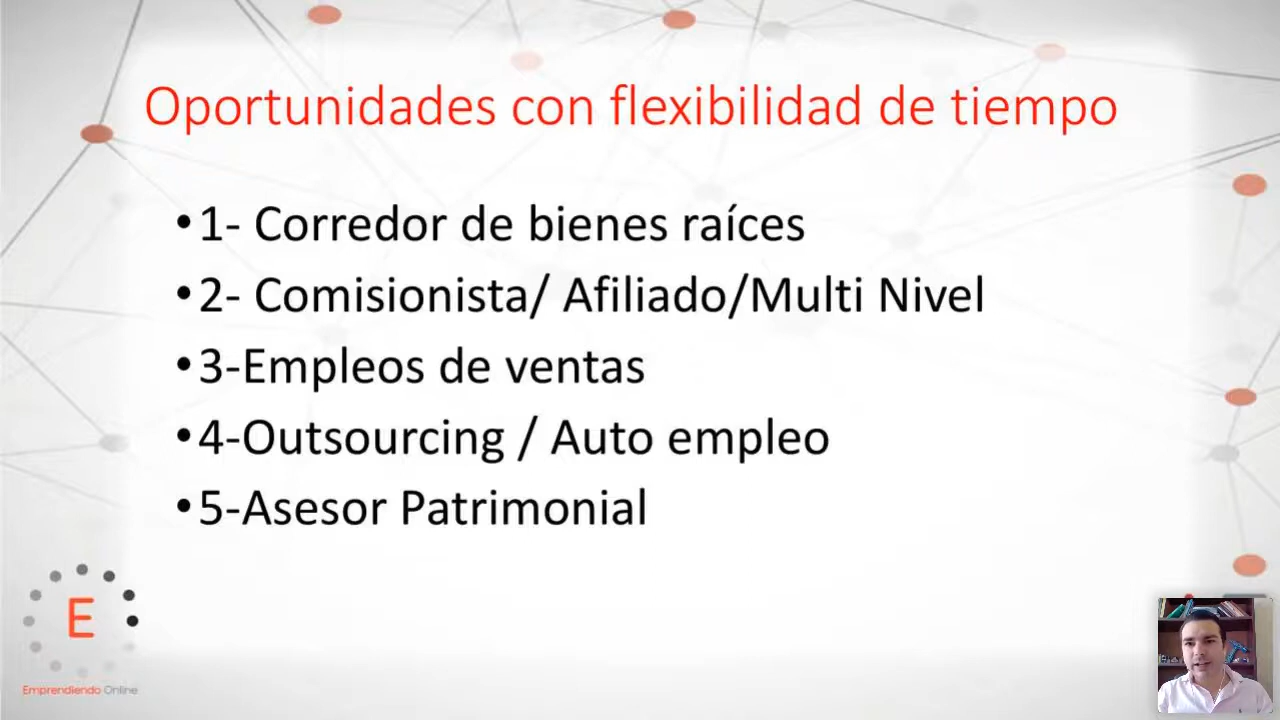 Oportunidades con flexibilidad de tiempo
•1- Corredor de bienes raíces
•2- Comisionista/ Afiliado/Multi Nivel
•3-Empleos de ventas
•4-Outsourcing / Auto empleo
•5-Asesor Patrimonial
E
Emprendiendo Online